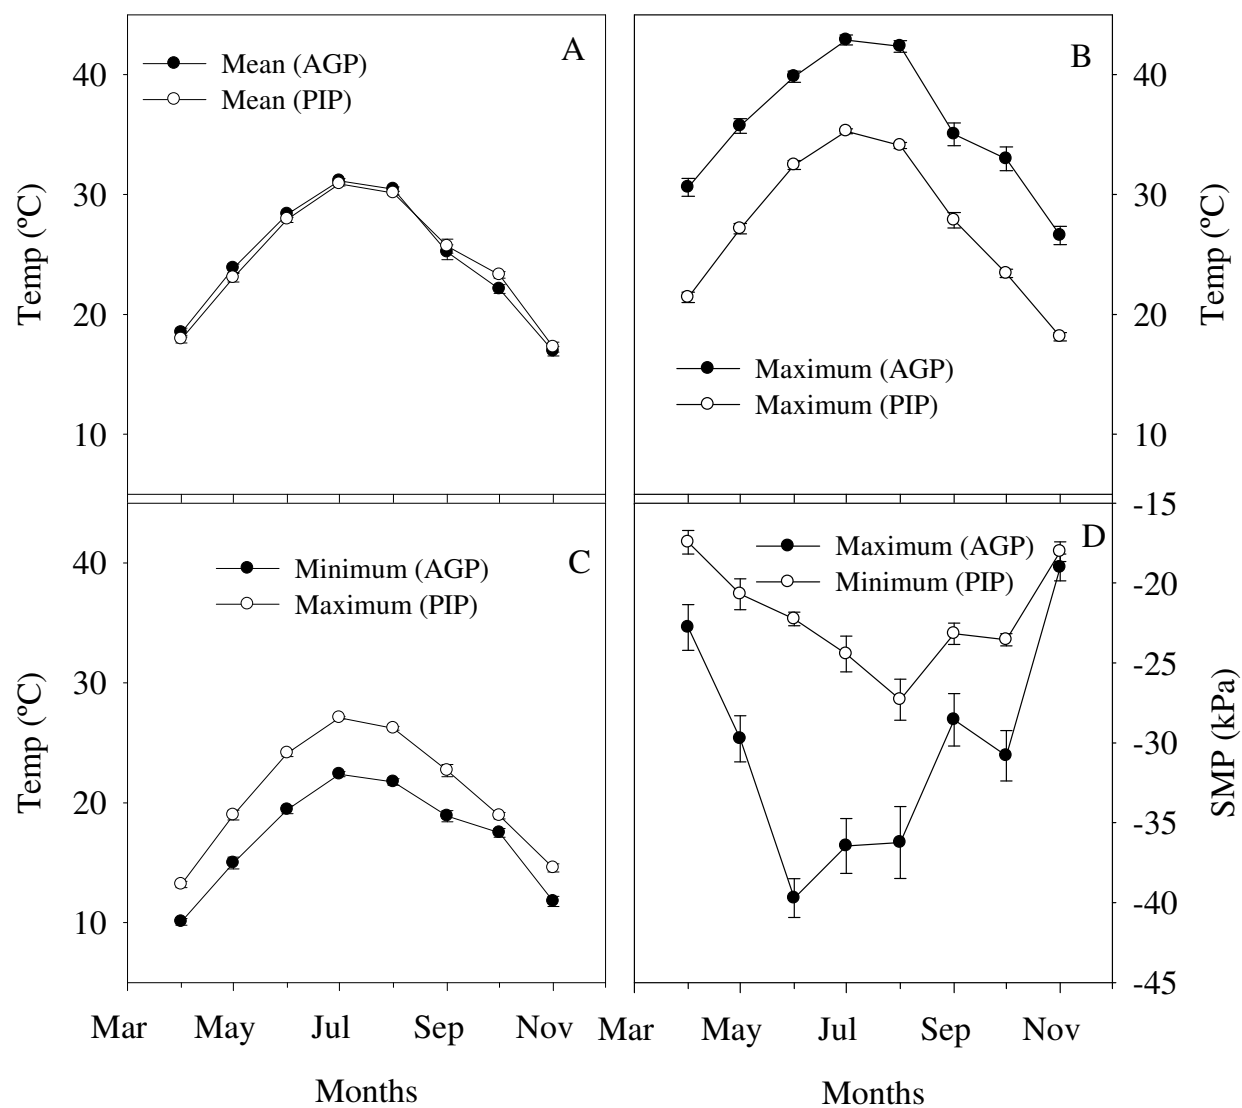 A
Mean (AGP)
Mean (PIP)
40
30
20
10
Temp (ºC)
B
Maximum (AGP)
Maximum (PIP)
40
30
20
10
Temp (ºC)
C
Minimum (AGP)
Maximum (PIP)
40
30
20
10
Temp (ºC)
Mar May Jul Sep Nov
Months
D
Maximum (AGP)
Minimum (PIP)
-15
-20
-25
-30
-35
-40
-45
SMP (kPa)
Mar May Jul Sep Nov
Months